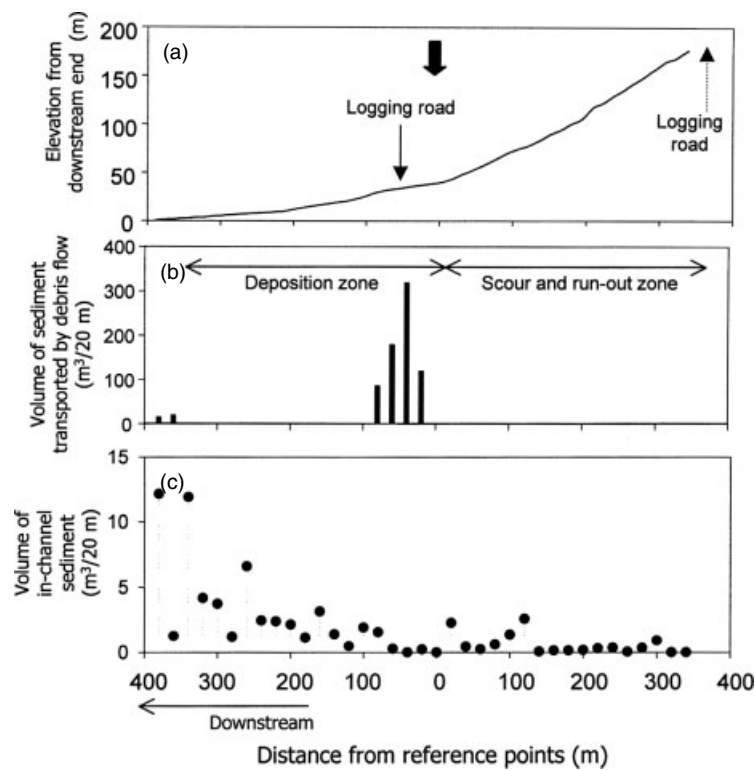 Elevation from
downstream end (m)
200
150
100
50
0
(a)
Logging road
Logging
road
Volume of sediment
transported by debris flow
(m³/20 m)
400
300
200
100
0
(b)
Deposition zone
Scour and run-out zone
Volume of
in-channel
sediment
(m³/20 m)
15
10
5
0
(c)
400 300 200 100 0 100 200 300 400
Downstream
Distance from reference points (m)